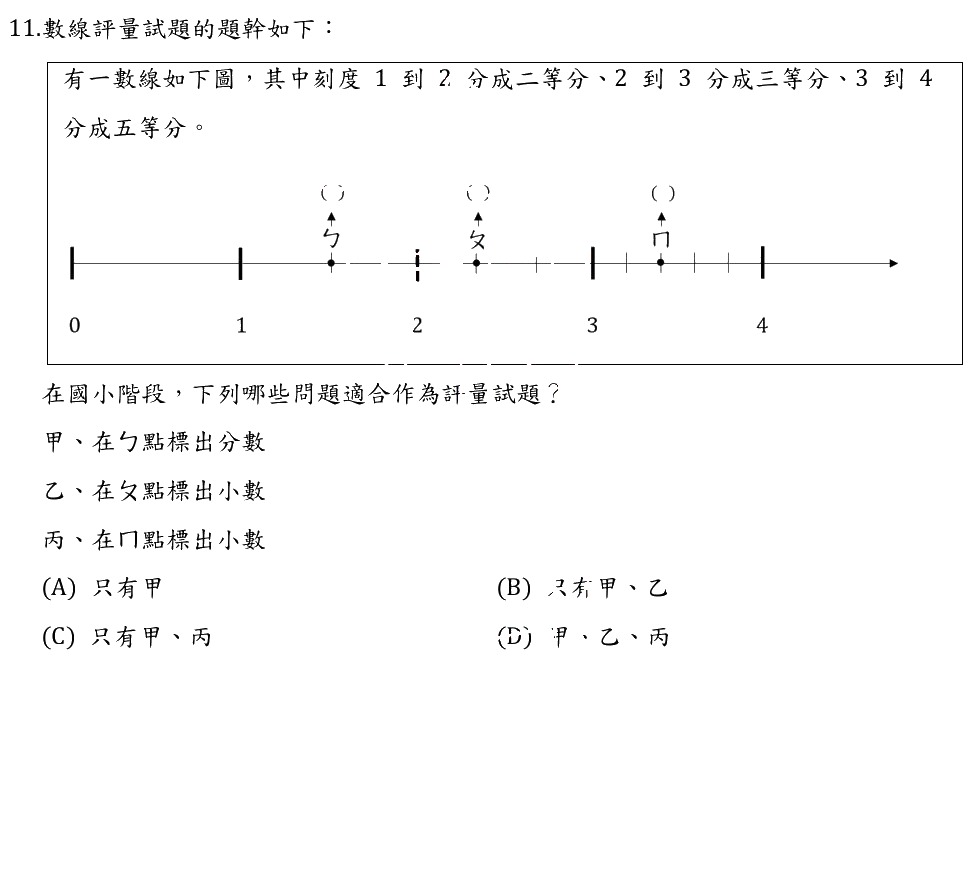 11.數線評量試題的題幹如下：
有一數線如下圖，其中刻度 1 到 2 分成二等分、2 到 3 分成三等分、3 到 4
分成五等分。
( ) ( ) ( )
ㄅ ㄆ ㄇ
0 1 2 3 4
在國小階段，下列哪些問題適合作為評量試題？
甲、在ㄅ點標出分數
乙、在ㄆ點標出小數
丙、在ㄇ點標出小數
(A) 只有甲 (B) 只有甲、乙
(C) 只有甲、丙 (D) 甲、乙、丙